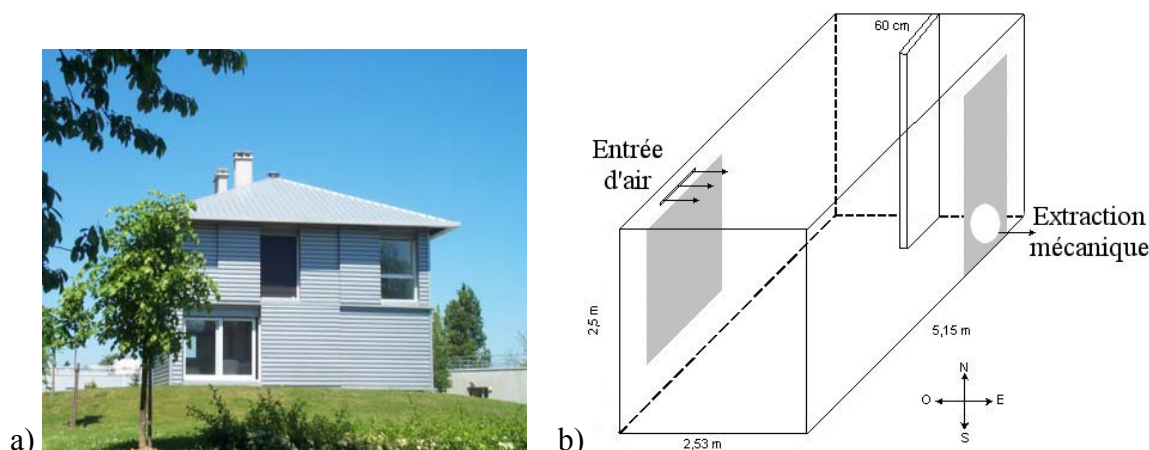 a)
b)
60 cm
Entrée
d'air
Extraction
mécanique
2,5 m
5,15 m
2,53 m
N
O
E
S